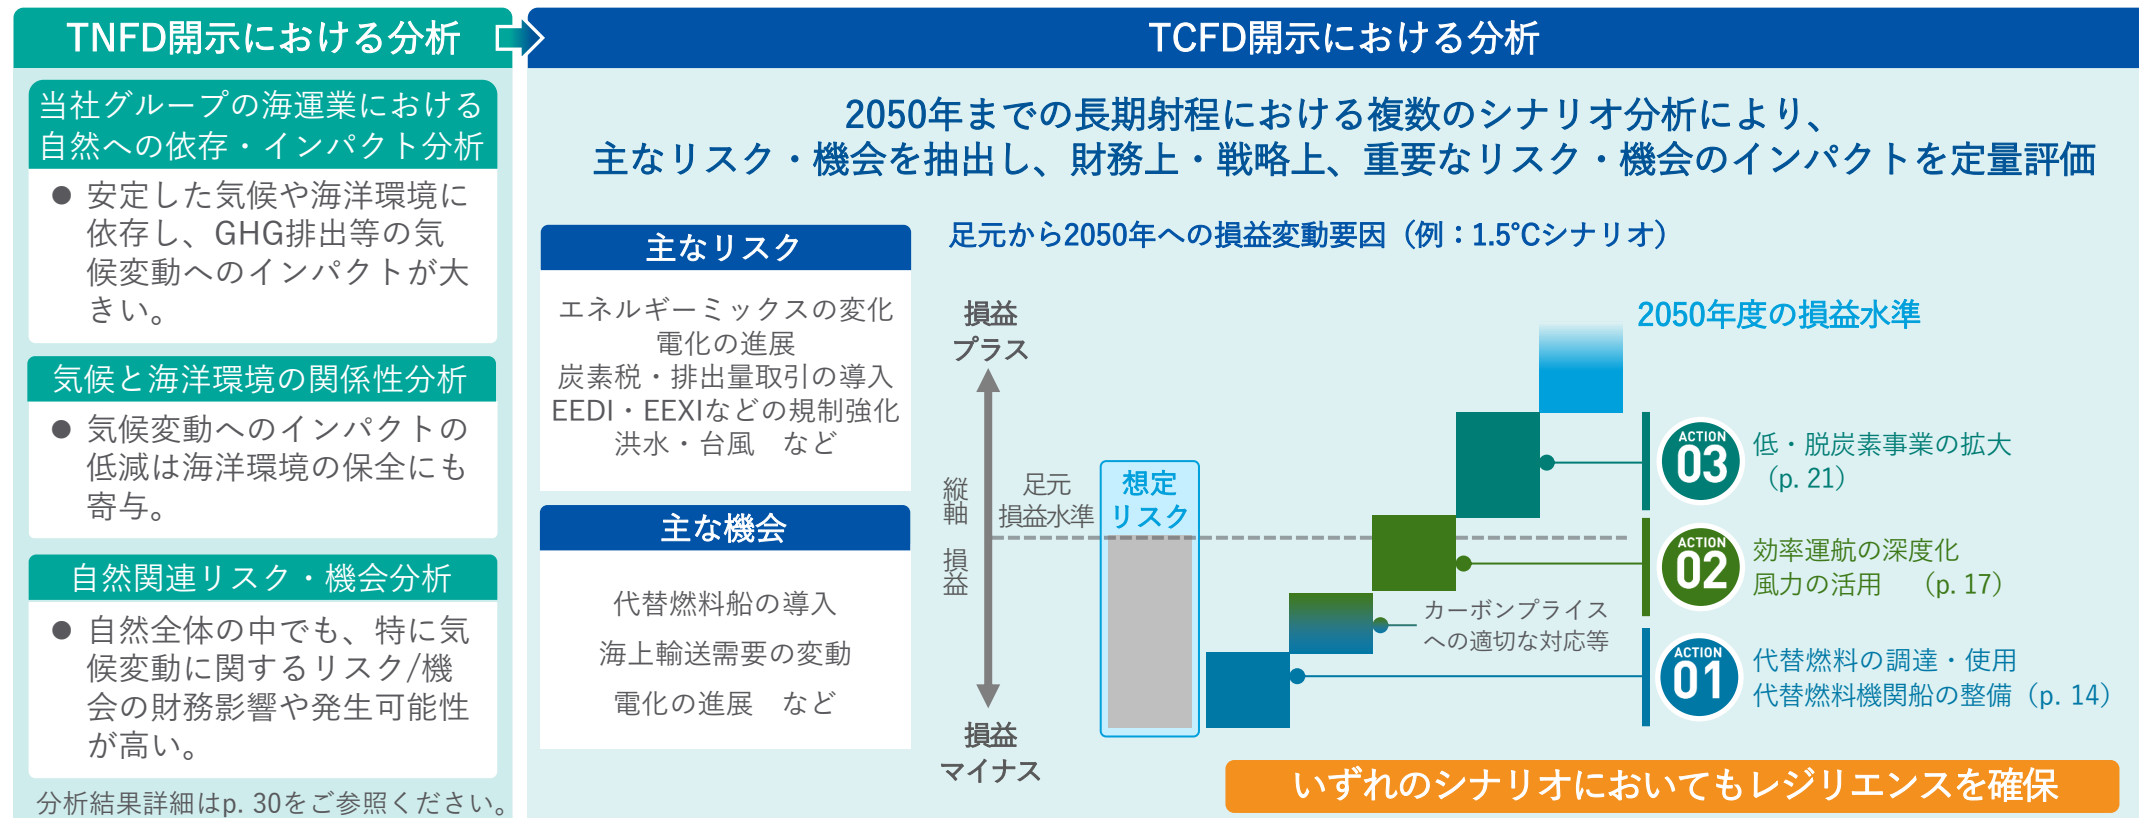 TNFD開示における分析
当社グループの海運業における
自然への依存・インパクト分析
● 安定した気候や海洋環境に
依存し、GHG排出等の気
候変動へのインパクトが大
きい。
気候と海洋環境の関係性分析
● 気候変動へのインパクトの
低減は海洋環境の保全にも
寄与。
自然関連リスク・機会分析
● 自然全体の中でも、特に気
候変動に関するリスク/機
会の財務影響や発生可能性
が高い。
分析結果詳細はp. 30をご参照ください。
TCFD開示における分析
2050年までの長期射程における複数のシナリオ分析により、
主なリスク・機会を抽出し、財務上・戦略上、重要なリスク・機会のインパクトを定量評価
主なリスク
エネルギーミックスの変化
電化の進展
炭素税・排出量取引の導入
EEDI・EEXIなどの規制強化
洪水・台風　など
主な機会
代替燃料船の導入
海上輸送需要の変動
電化の進展　など
足元から2050年への損益変動要因（例：1.5°Cシナリオ）
損益
プラス
縦軸　損益
損益
マイナス
足元
損益水準
想定
リスク
2050年度の損益水準
ACTION
03
低・脱炭素事業の拡大
（p. 21）
ACTION
02
効率運航の深度化
風力の活用　（p. 17）
カーボンプライス
への適切な対応等
ACTION
01
代替燃料の調達・使用
代替燃料機関船の整備（p. 14）
いずれのシナリオにおいてもレジリエンスを確保